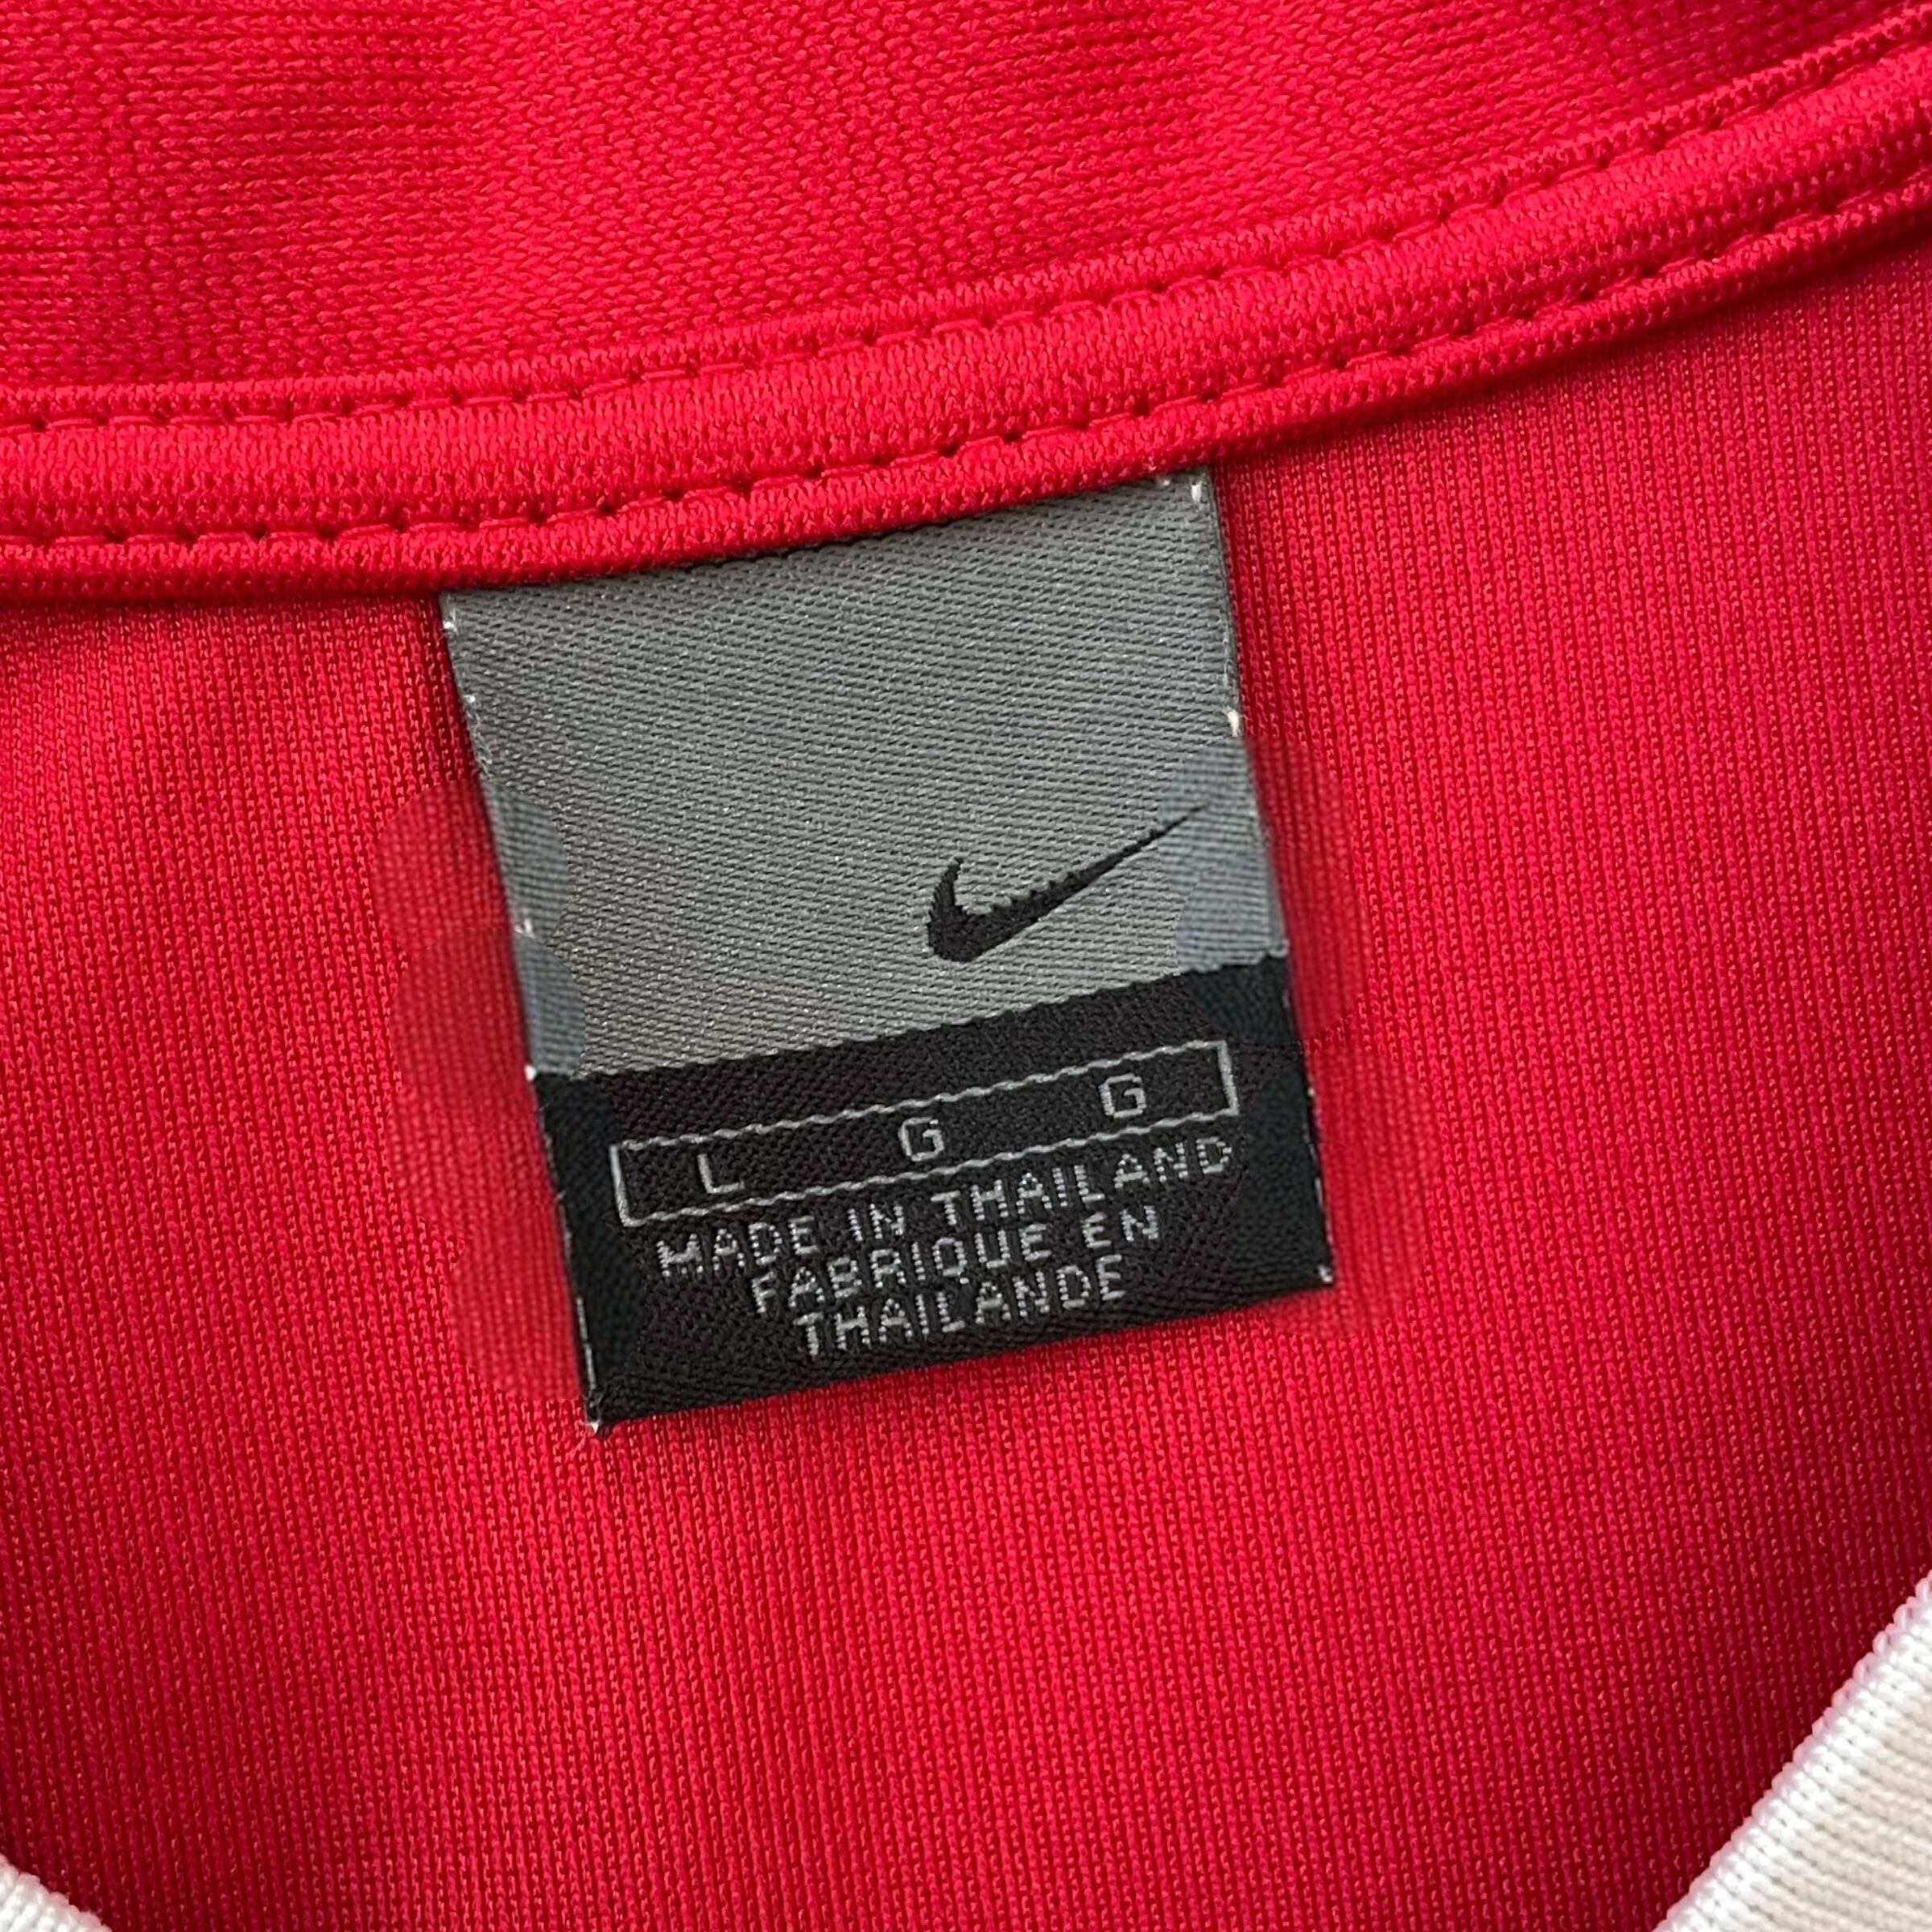 L G G
MADE IN THAILAND
FABRIQUE EN
THAILANDE